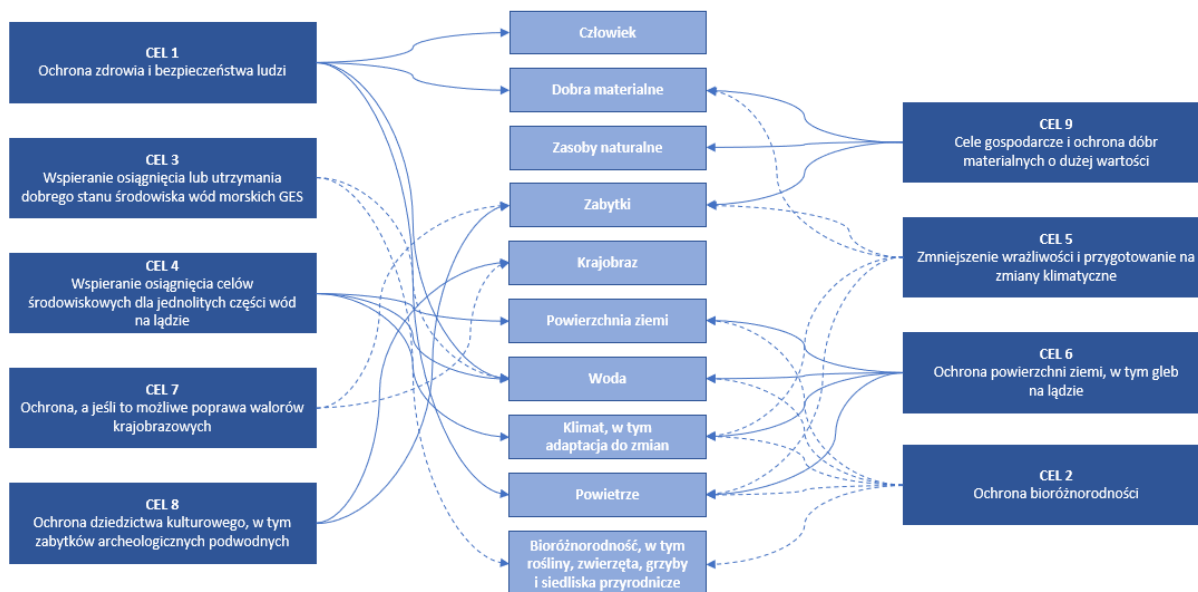 CEL 1
Ochrona zdrowia i bezpieczeństwa ludzi
CEL 3
Wspieranie osiągnięcia lub utrzymania
dobrego stanu środowiska wód morskich GES
CEL 4
Wspieranie osiągnięcia celów
środowiskowych dla jednolitych części wód
na lądzie
CEL 7
Ochrona, a jeśli to możliwe poprawa walorów
krajobrazowych
CEL 8
Ochrona dziedzictwa kulturowego, w tym
zabytków archeologicznych podwodnych
Człowiek
Dobra materialne
Zasoby naturalne
Zabytki
Krajobraz
Powierzchnia ziemi
Woda
Klimat, w tym
adaptacja do zmian
Powietrze
Bioróżnorodność, w tym
rośliny, zwierzęta, grzyby
i siedliska przyrodnicze
CEL 9
Cele gospodarcze i ochrona dóbr
materialnych o dużej wartości
CEL 5
Zmniejszenie wrażliwości i przygotowanie na
zmiany klimatyczne
CEL 6
Ochrona powierzchni ziemi, w tym gleb
na lądzie
CEL 2
Ochrona bioróżnorodności